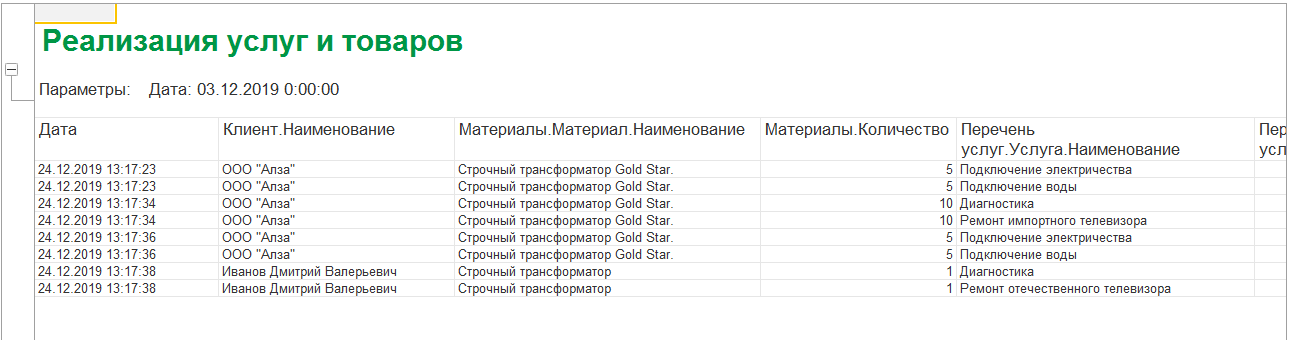 Реализация услуг и товаров
Параметры: Дата: 03.12.2019 0:00:00
Дата Клиент.Наименование Материалы.Материал.Наименование Материалы.Количество Перечень Пер
услуг.Услуга.Наименование усл
24.12.2019 13:17:23 ООО "Алза" Строчный трансформатор Gold Star. 5 Подключение электричества
24.12.2019 13:17:23 ООО "Алза" Строчный трансформатор Gold Star. 5 Подключение воды
24.12.2019 13:17:34 ООО "Алза" Строчный трансформатор Gold Star. 10 Диагностика
24.12.2019 13:17:34 ООО "Алза" Строчный трансформатор Gold Star. 10 Ремонт импортного телевизора
24.12.2019 13:17:36 ООО "Алза" Строчный трансформатор Gold Star. 5 Подключение электричества
24.12.2019 13:17:36 ООО "Алза" Строчный трансформатор Gold Star. 5 Подключение воды
24.12.2019 13:17:38 Иванов Дмитрий Валерьевич Строчный трансформатор 1 Диагностика
24.12.2019 13:17:38 Иванов Дмитрий Валерьевич Строчный трансформатор 1 Ремонт отечественного телевизора